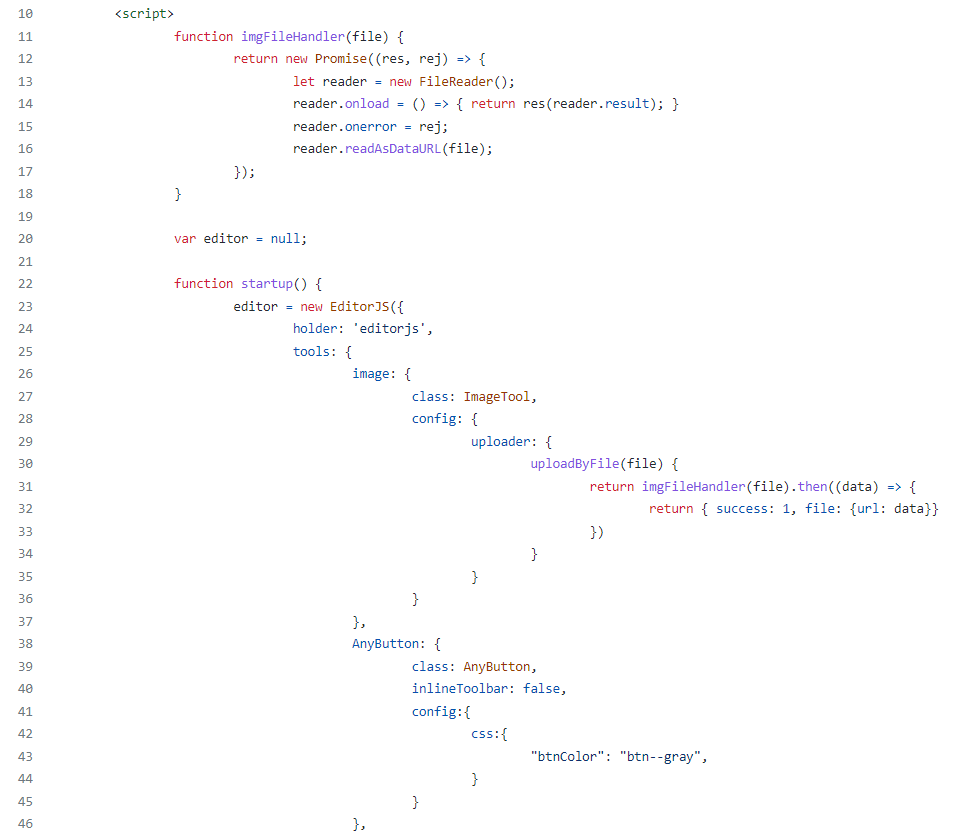 10 <script>
11 function imgFileHandler(file) {
12 return new Promise((res, rej) => {
13 let reader = new FileReader();
14 reader.onload = () => { return res(reader.result); }
15 reader.onerror = rej;
16 reader.readAsDataURL(file);
17 });
18 }
19
20 var editor = null;
21
22 function startup() {
23 editor = new EditorJS({
24 holder: 'editorjs',
25 tools: {
26 image: {
27 class: ImageTool,
28 config: {
29 uploader: {
30 uploadByFile(file) {
31 return imgFileHandler(file).then((data) => {
32 return { success: 1, file: {url: data}}
33 })
34 }
35 }
36 }
37 },
38 AnyButton: {
39 class: AnyButton,
40 inlineToolbar: false,
41 config:{
42 css:{
43 "btnColor": "btn--gray",
44 }
45 }
46 },